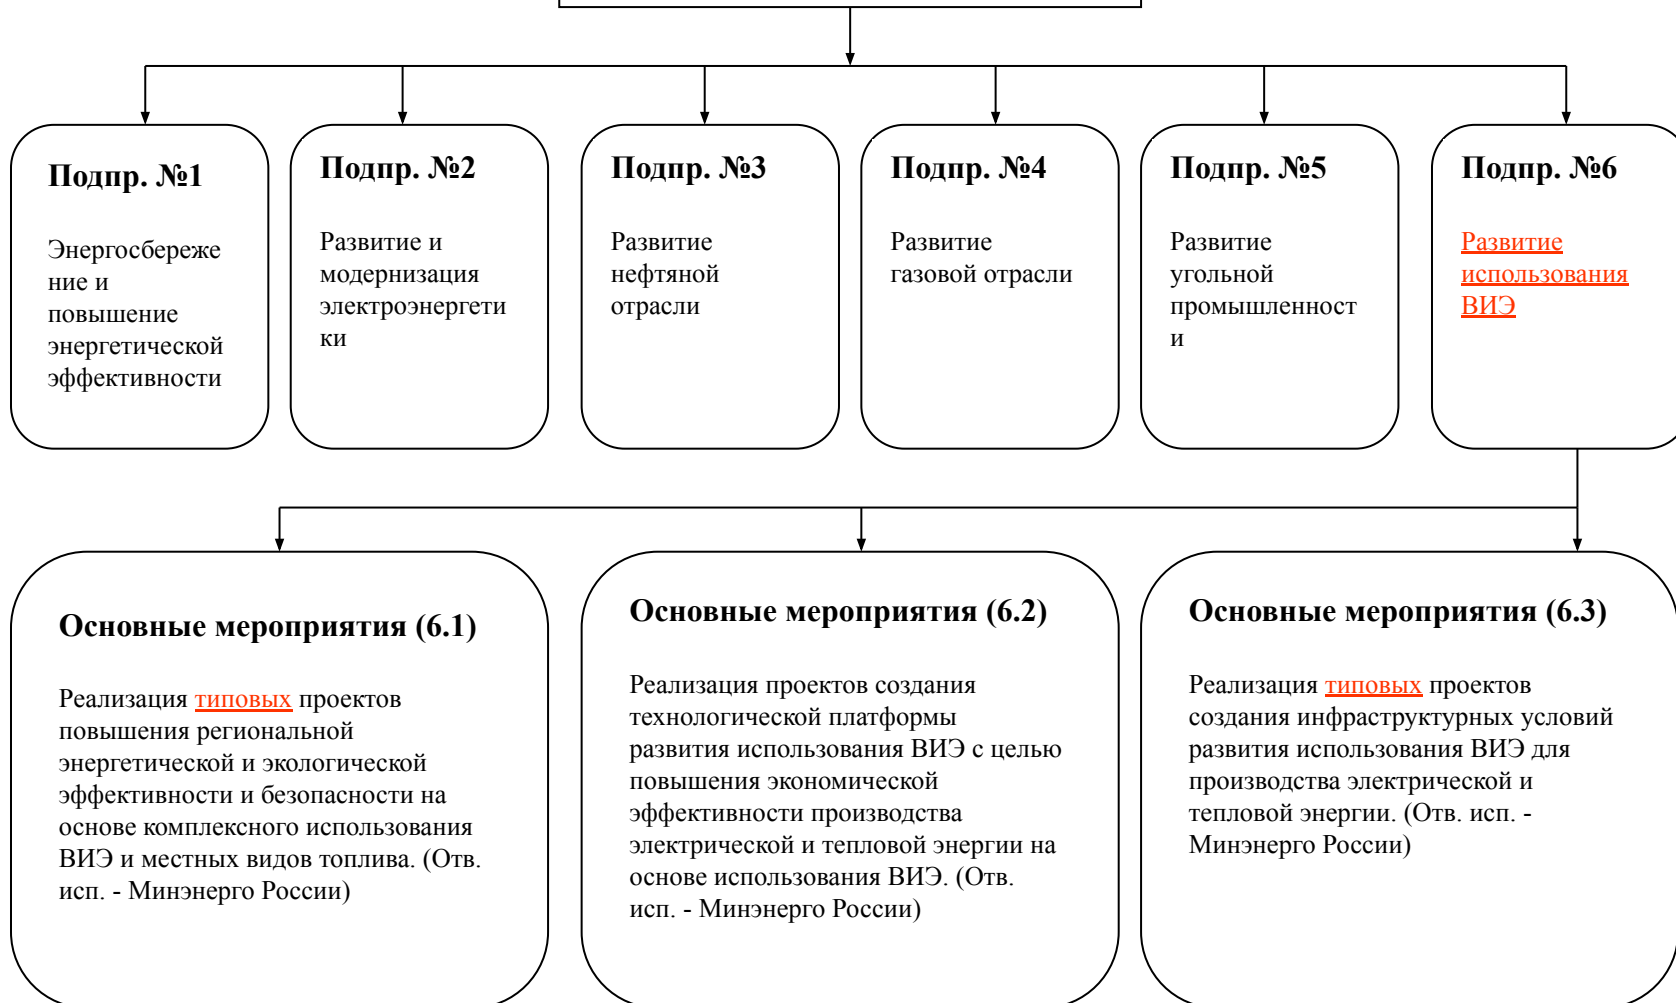 Подпр. №1
Энергосбереже
ние и
повышение
энергетической
эффективности
Подпр. №2
Развитие и
модернизация
электроэнергети
ки
Подпр. №3
Развитие
нефтяной
отрасли
Подпр. №4
Развитие
газовой отрасли
Подпр. №5
Развитие
угольной
промышленност
и
Подпр. №6
Развитие
использования
ВИЭ
Основные мероприятия (6.1)
Реализация типовых проектов
повышения региональной
энергетической и экологической
эффективности и безопасности на
основе комплексного использования
ВИЭ и местных видов топлива. (Отв.
исп. - Минэнерго России)
Основные мероприятия (6.2)
Реализация проектов создания
технологической платформы
развития использования ВИЭ с целью
повышения экономической
эффективности производства
электрической и тепловой энергии на
основе использования ВИЭ. (Отв.
исп. - Минэнерго России)
Основные мероприятия (6.3)
Реализация типовых проектов
создания инфраструктурных условий
развития использования ВИЭ для
производства электрической и
тепловой энергии. (Отв. исп. -
Минэнерго России)